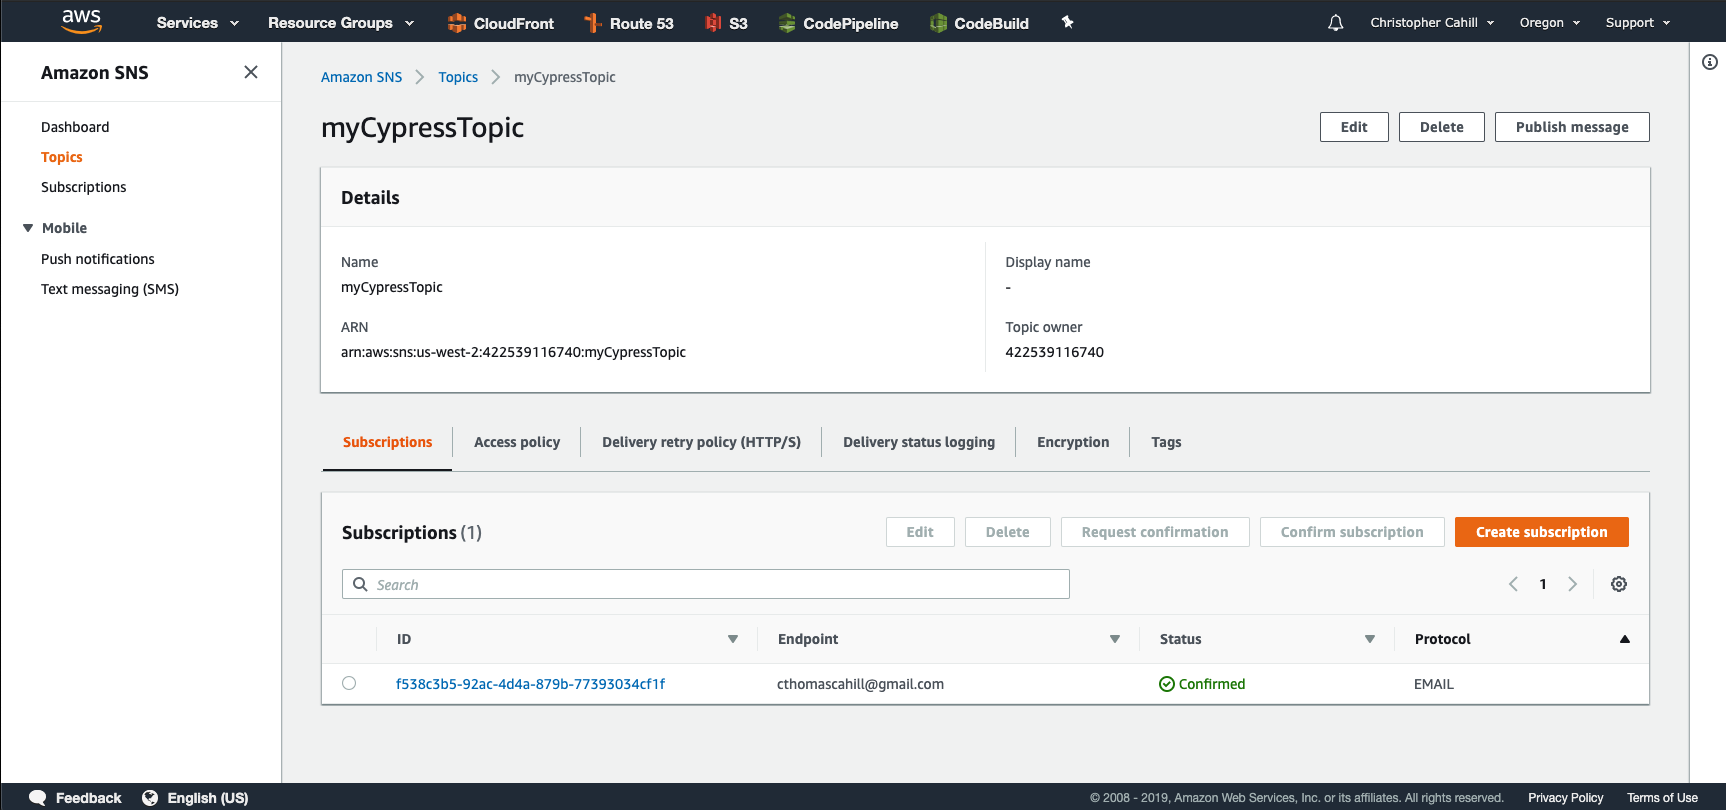 aws Services Resource Groups CloudFront Route 53 S3 CodePipeline CodeBuild Christopher Cahill Oregon Support
Amazon SNS
Dashboard
Topics
Subscriptions
Mobile
Push notifications
Text messaging (SMS)
Amazon SNS Topics myCypressTopic
myCypressTopic
Edit Delete Publish message
Details
Name
myCypressTopic
ARN
arn:aws:sns:us-west-2:422539116740:myCypressTopic
Display name
-
Topic owner
422539116740
Subscriptions Access policy Delivery retry policy (HTTP/S) Delivery status logging Encryption Tags
Subscriptions (1)
Edit Delete Request confirmation Confirm subscription Create subscription
Search
1
ID Endpoint Status Protocol
f538c3b5-92ac-4d4a-879b-77393034cf1f cthomascahill@gmail.com Confirmed EMAIL
Feedback English (US) © 2008 - 2019, Amazon Web Services, Inc. or its affiliates. All rights reserved. Privacy Policy Terms of Use